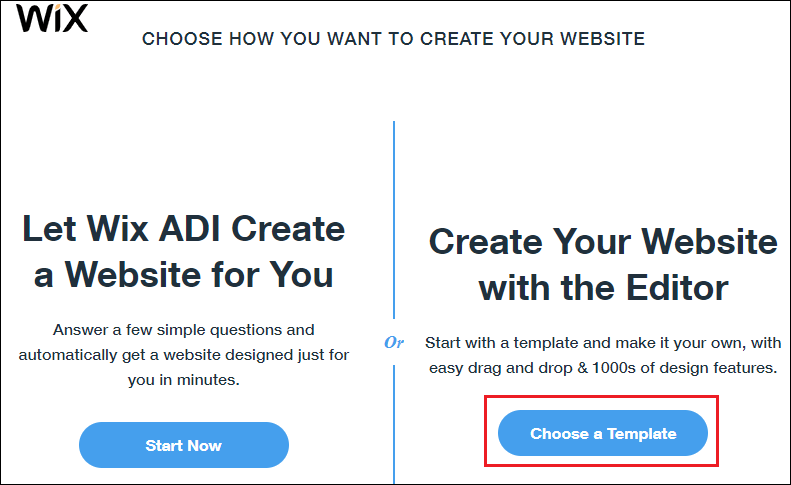 WiX
CHOOSE HOW YOU WANT TO CREATE YOUR WEBSITE
Let Wix ADI Create
a Website for You
Answer a few simple questions and
automatically get a website designed just for
you in minutes.
Start Now
Or
Create Your Website
with the Editor
Start with a template and make it your own, with
easy drag and drop & 1000s of design features.
Choose a Template